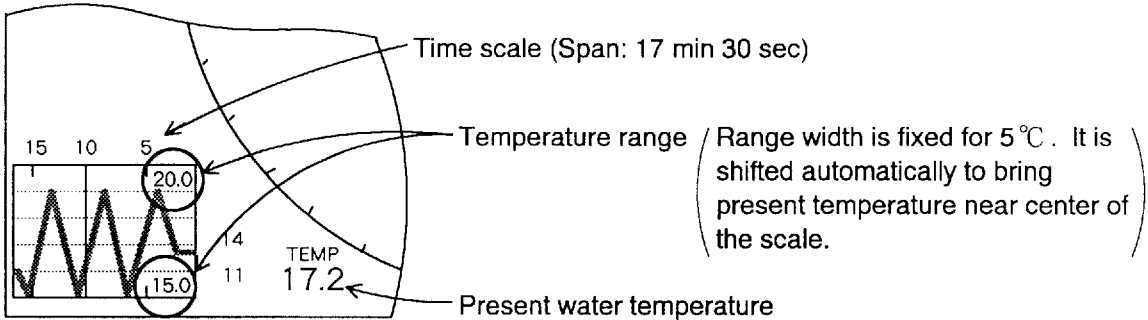 Time scale (Span: 17 min 30 sec)
Temperature range
Range width is fixed for 5℃. It is
shifted automatically to bring
present temperature near center of
the scale.
15 10 5
20.0
14
11
15.0
TEMP
17.2
Present water temperature